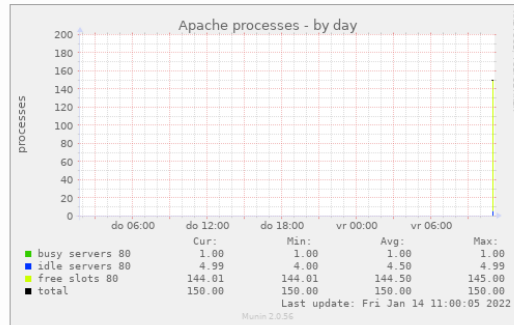 Apache processes - by day
processes
200
180
160
140
120
100
80
60
40
20
0
do 06:00 do 12:00 do 18:00 vr 00:00 vr 06:00
Cur: Min: Avg: Max:
busy servers 80 1.00 1.00 1.00 1.00
idle servers 80 4.99 4.00 4.50 4.99
free slots 80 144.01 144.01 144.50 145.00
total 150.00 150.00 150.00 150.00
Last update: Fri Jan 14 11:00:05 2022
Munin 2.0.56